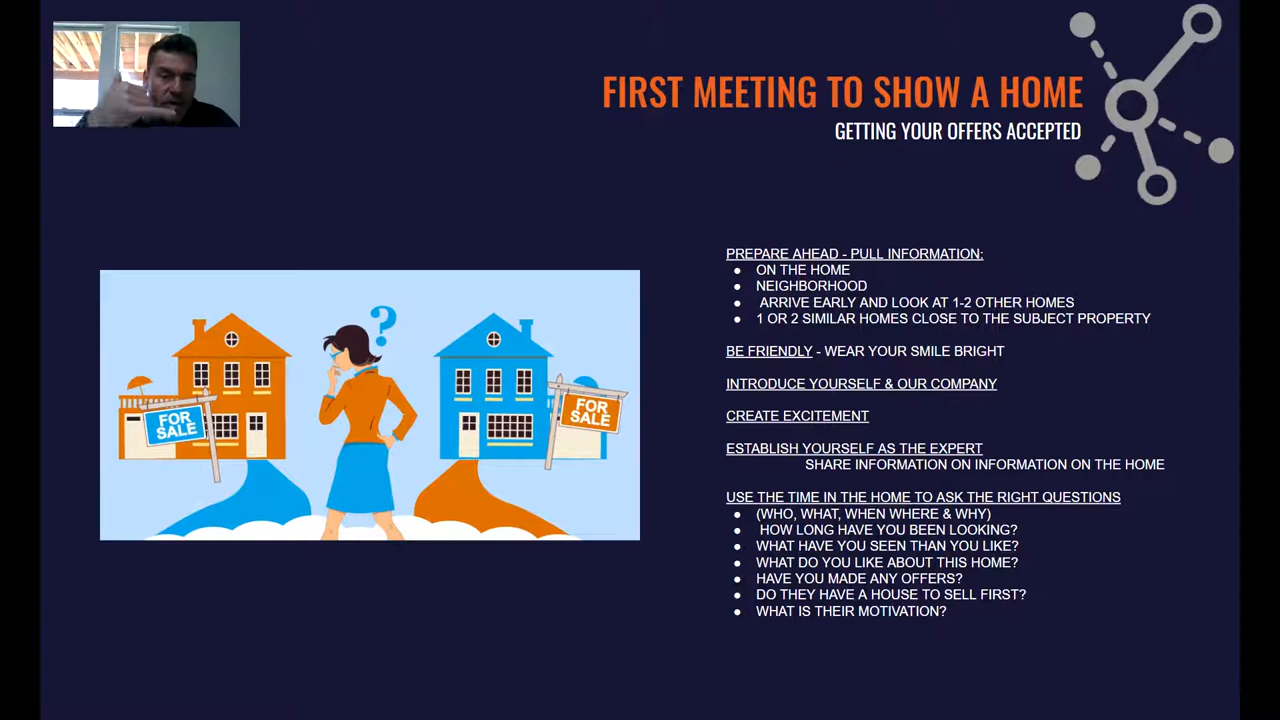 FIRST MEETING TO SHOW A HOME
GETTING YOUR OFFERS ACCEPTED
?
FOR
SALE
FOR
SALE
PREPARE AHEAD - PULL INFORMATION:
● ON THE HOME
● NEIGHBORHOOD
● ARRIVE EARLY AND LOOK AT 1-2 OTHER HOMES
● 1 OR 2 SIMILAR HOMES CLOSE TO THE SUBJECT PROPERTY
BE FRIENDLY - WEAR YOUR SMILE BRIGHT
INTRODUCE YOURSELF & OUR COMPANY
CREATE EXCITEMENT
ESTABLISH YOURSELF AS THE EXPERT
SHARE INFORMATION ON INFORMATION ON THE HOME
USE THE TIME IN THE HOME TO ASK THE RIGHT QUESTIONS
● (WHO, WHAT, WHEN WHERE & WHY)
● HOW LONG HAVE YOU BEEN LOOKING?
● WHAT HAVE YOU SEEN THAN YOU LIKE?
● WHAT DO YOU LIKE ABOUT THIS HOME?
● HAVE YOU MADE ANY OFFERS?
● DO THEY HAVE A HOUSE TO SELL FIRST?
● WHAT IS THEIR MOTIVATION?